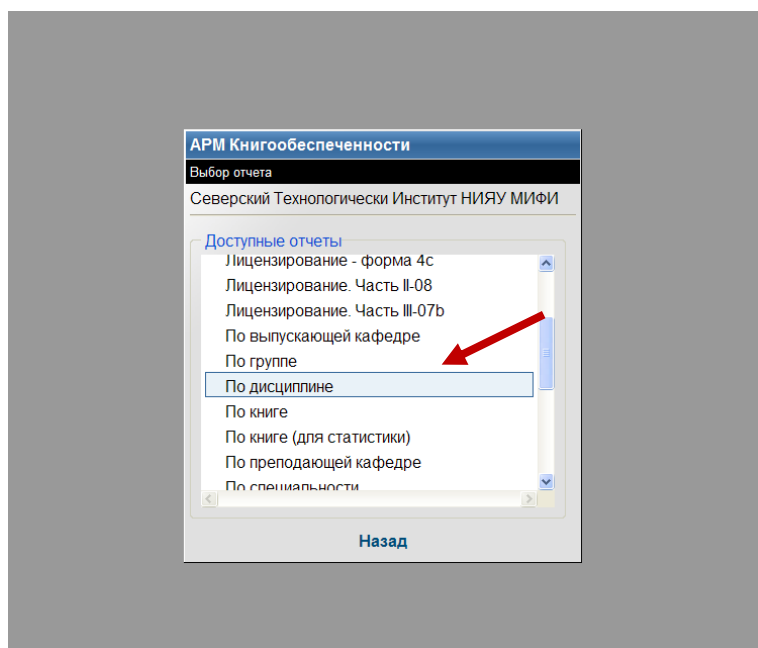 АРМ Книгообеспеченности
Выбор отчета
Северский Технологически Институт НИЯУ МИФИ
Доступные отчеты
Лицензирование - форма 4с
Лицензирование. Часть II-08
Лицензирование. Часть III-07b
По выпускающей кафедре
По группе
По дисциплине
По книге
По книге (для статистики)
По преподающей кафедре
По специальности
Назад